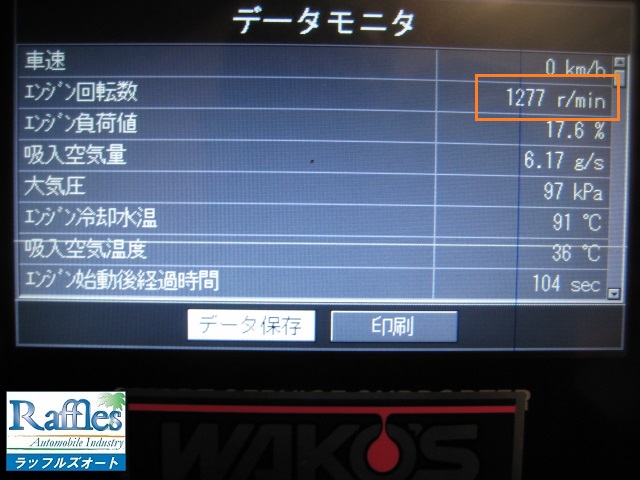 データモニタ
車速 0 km/h
ｴﾝｼﾞﾝ回転数 1277 r/min
ｴﾝｼﾞﾝ負荷値 17.6 %
吸入空気量 6.17 g/s
大気圧 97 kPa
ｴﾝｼﾞﾝ冷却水温 91 ℃
吸入空気温度 36 ℃
ｴﾝｼﾞﾝ始動後経過時間 104 sec
データ保存 印刷
WAKO'S
Raffles
Automobile Industry
ラッフルズオート